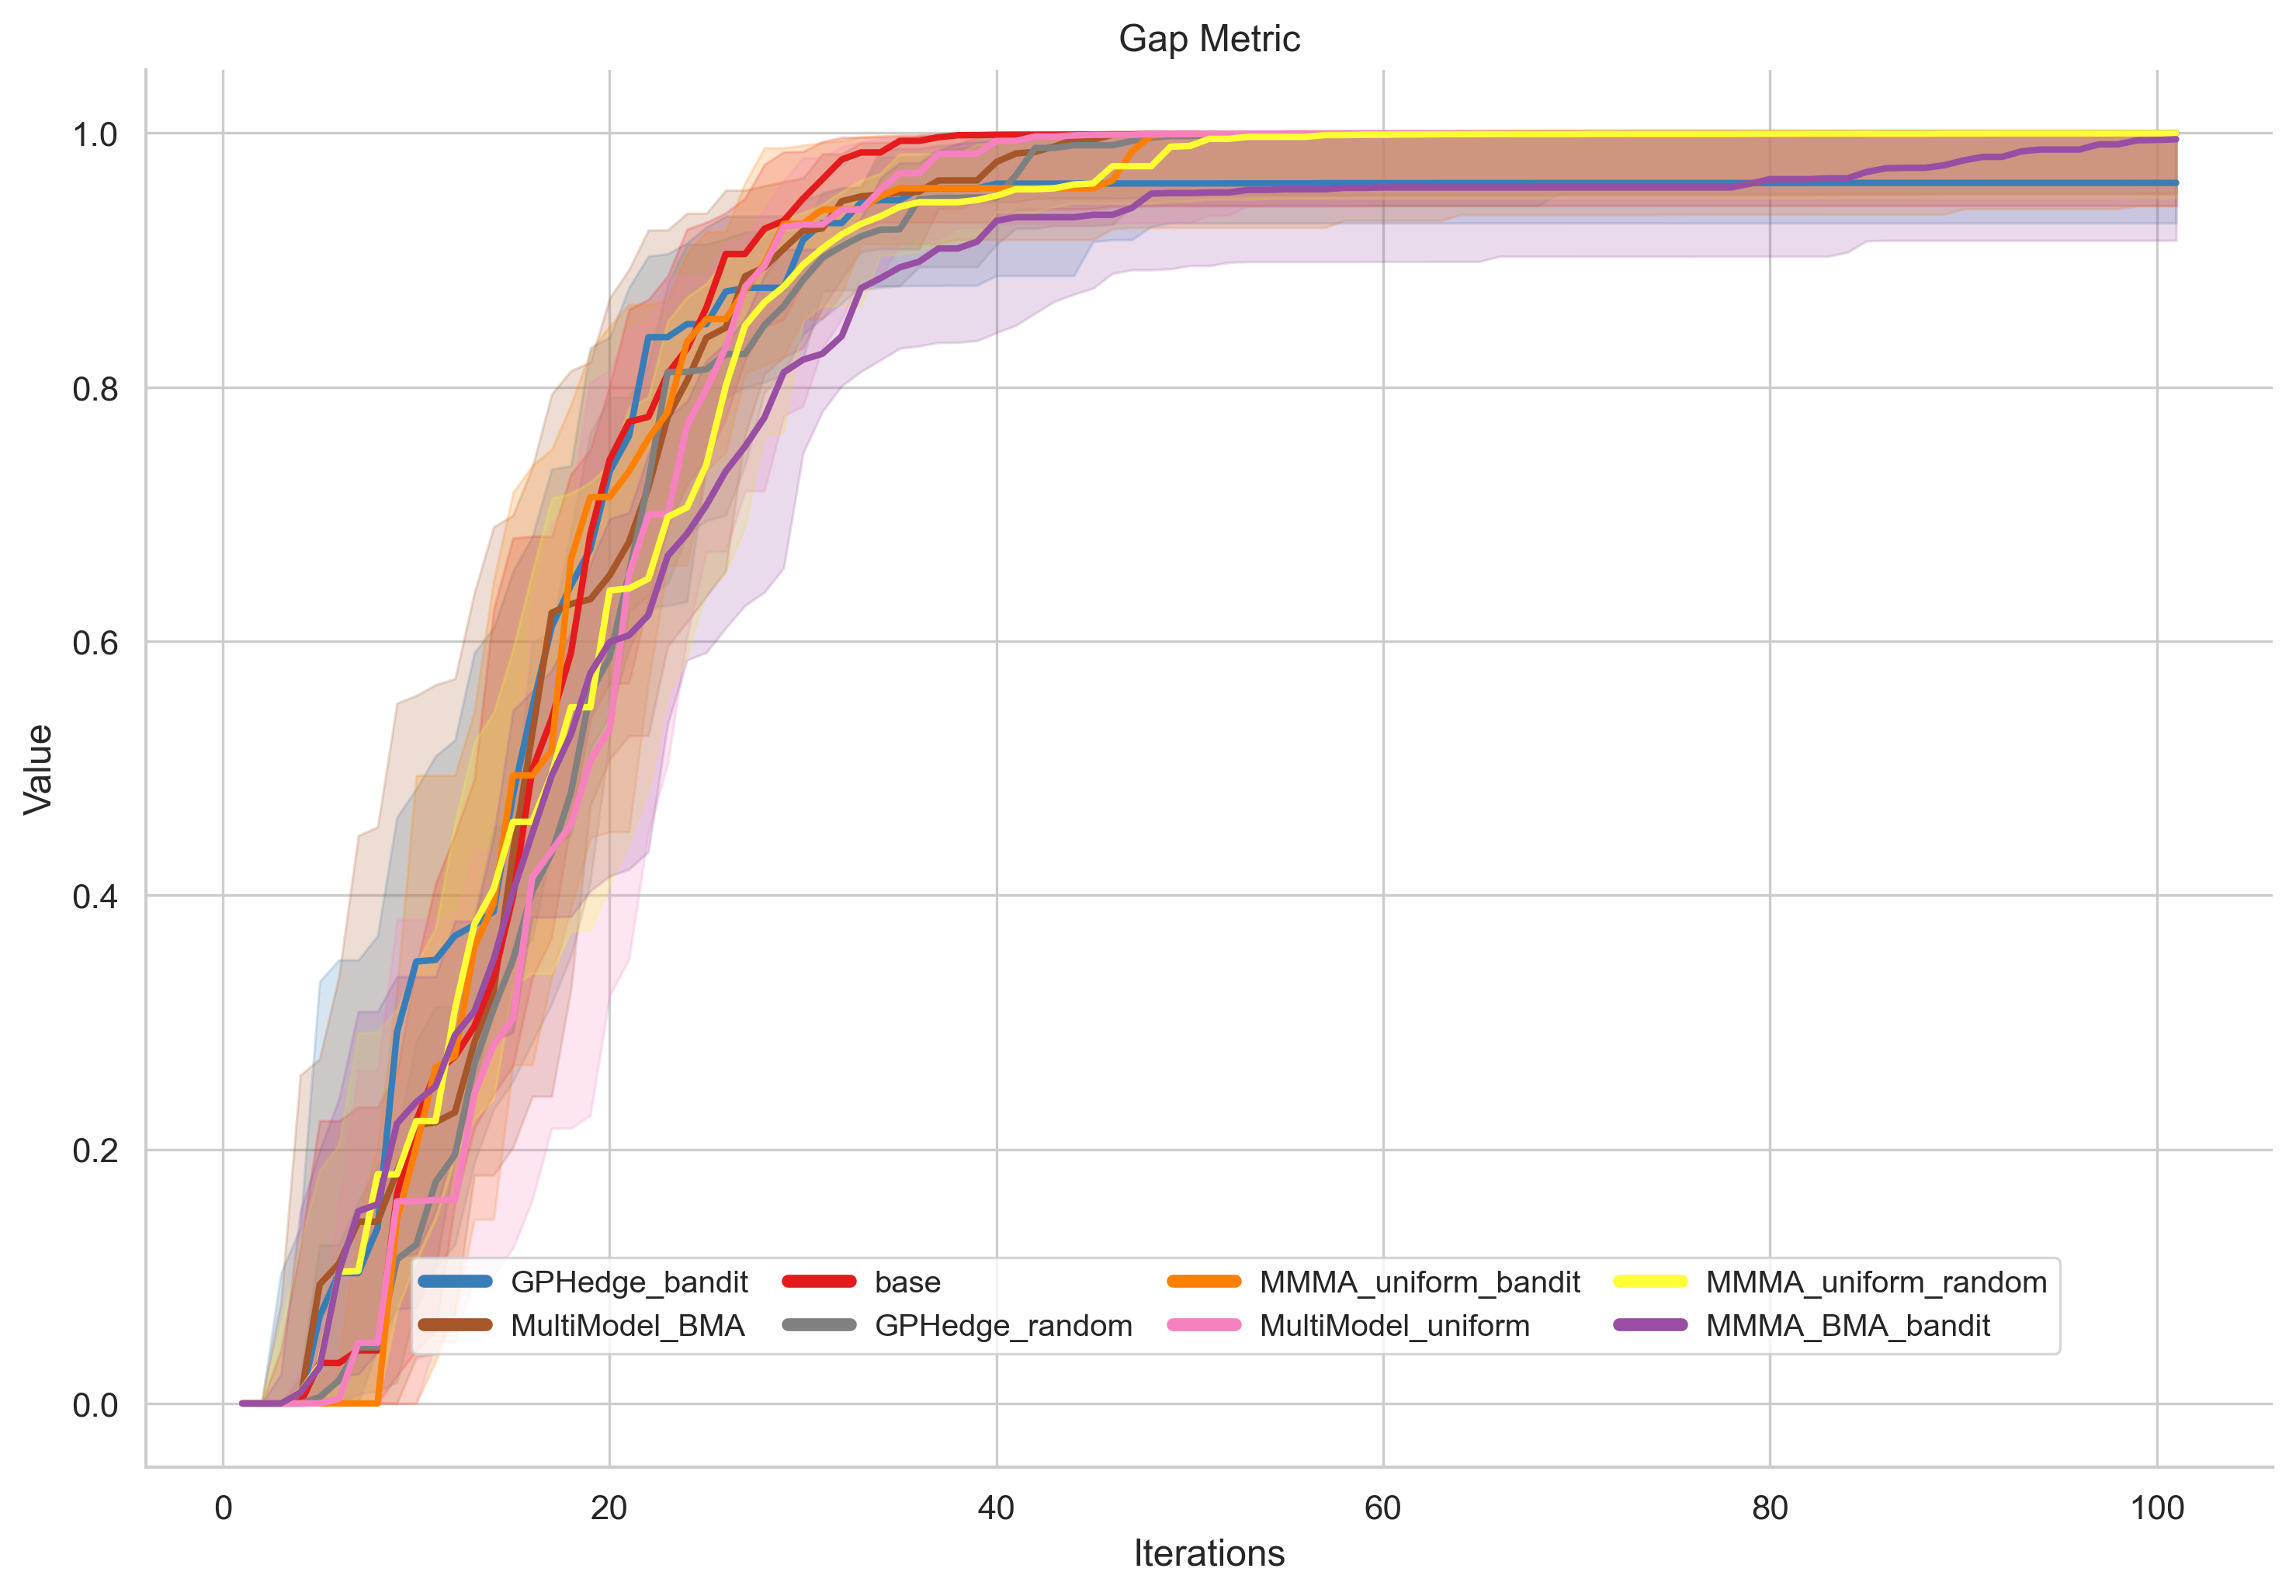 Gap Metric
1.0
0.8
0.6
0.4
0.2
0.0
Value
GPHedge_bandit base MMMA_uniform_bandit MMMA_uniform_random
MultiModel_BMA GPHedge_random MultiModel_uniform MMMA_BMA_bandit
0 20 40 60 80 100
Iterations